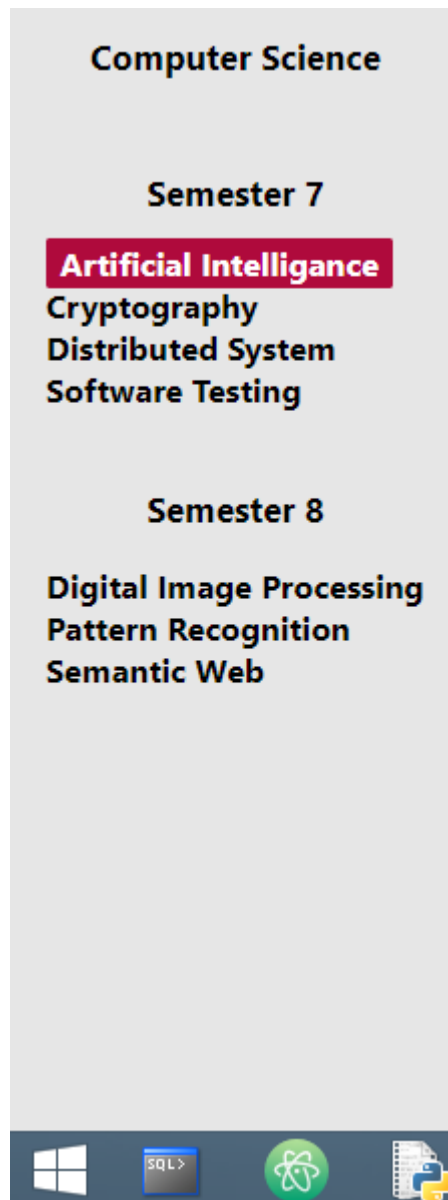 Computer Science
Semester 7
Artificial Intelligance
Cryptography
Distributed System
Software Testing
Semester 8
Digital Image Processing
Pattern Recognition
Semantic Web
SQL>